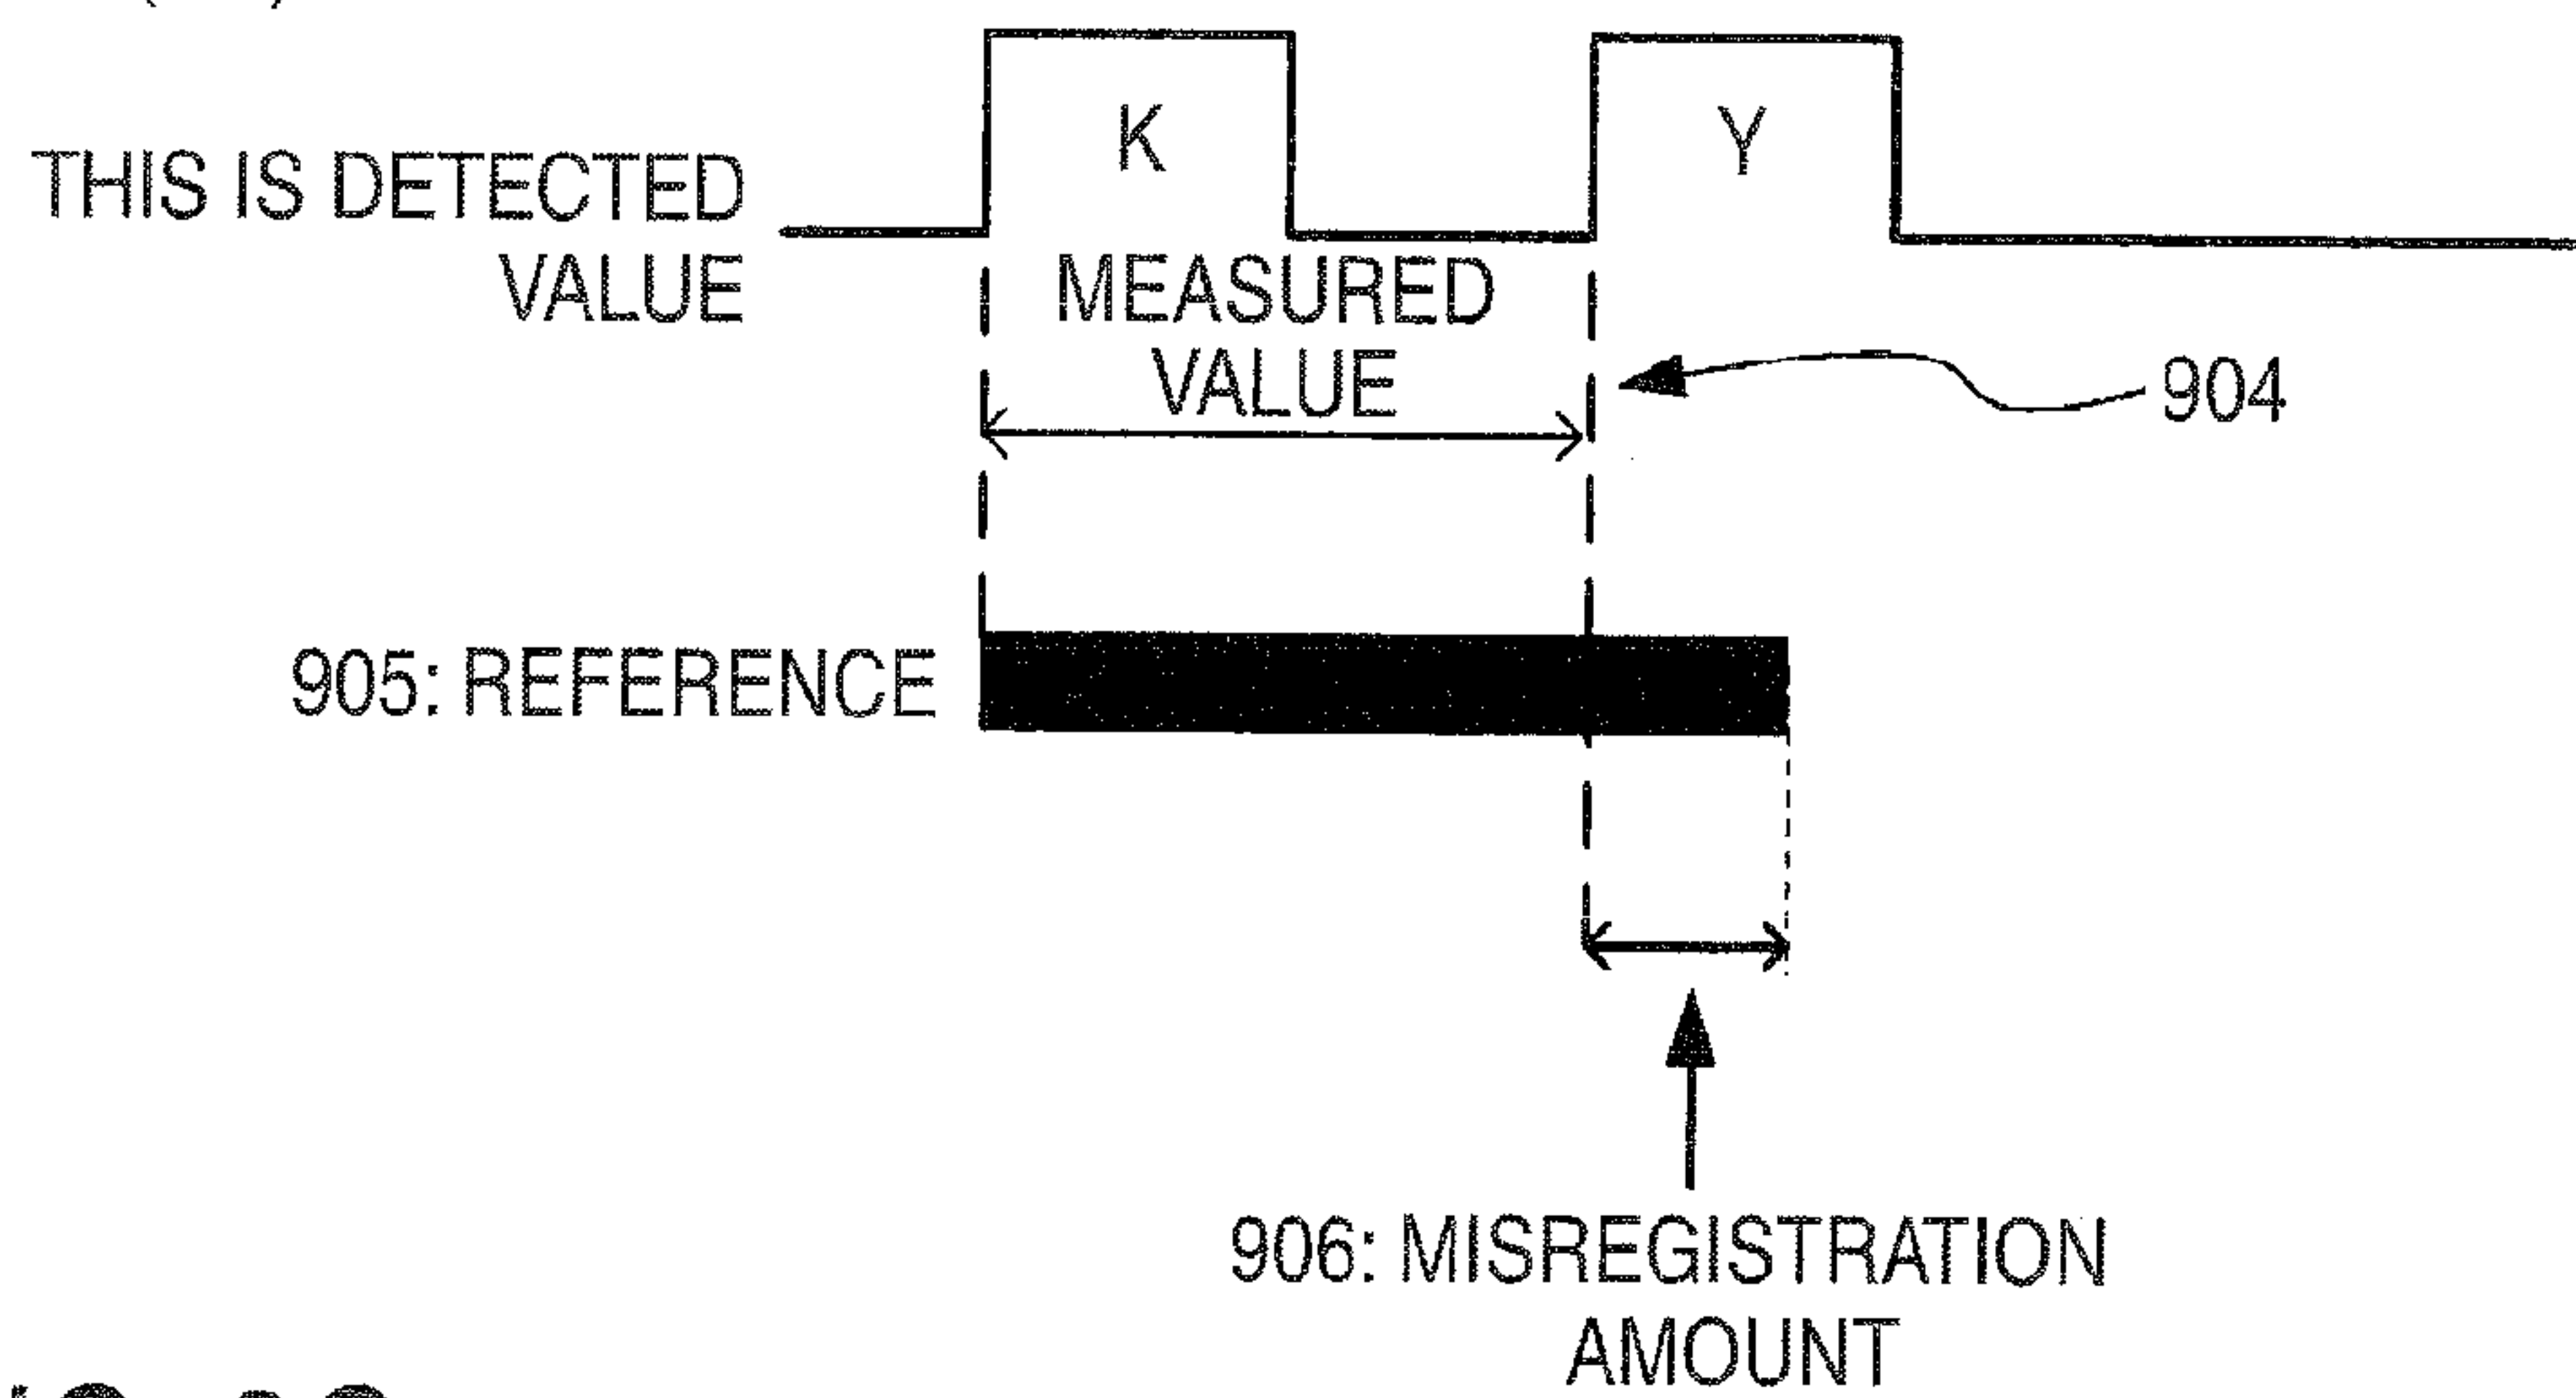 K
Y
THIS IS DETECTED
VALUE
MEASURED
VALUE
904
905: REFERENCE
906: MISREGISTRATION
AMOUNT